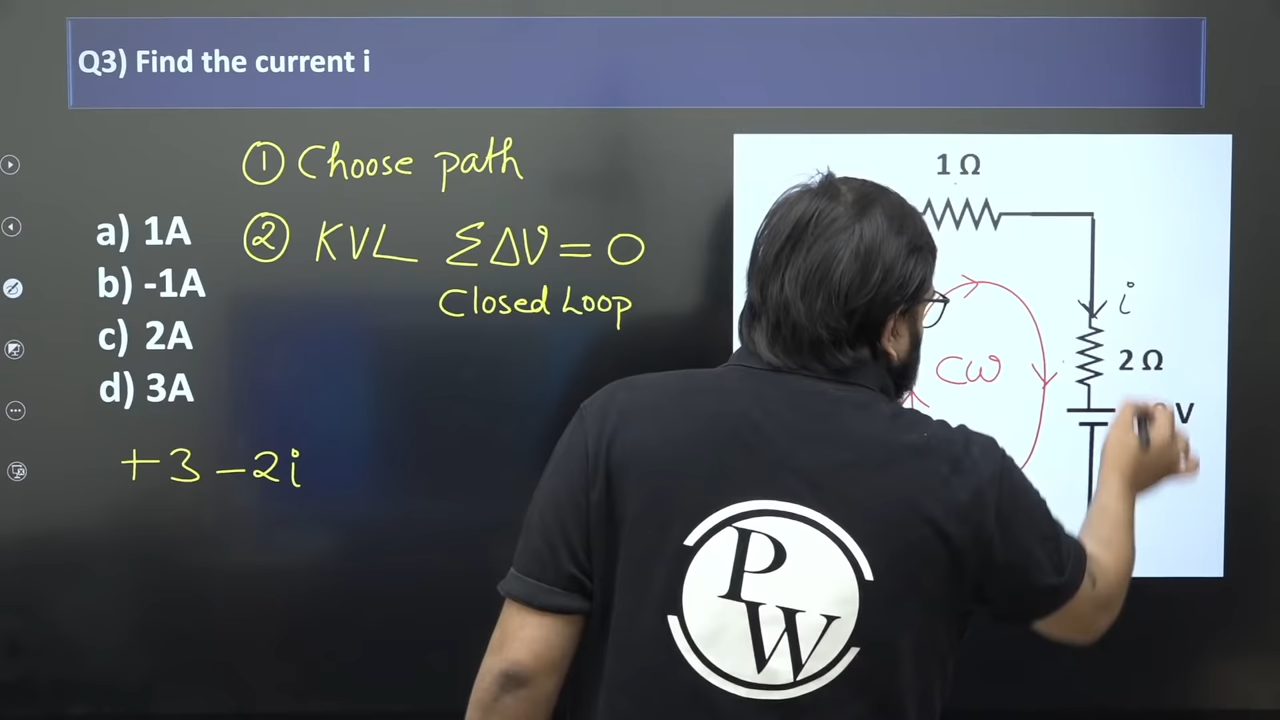 Q3) Find the current i
① Choose path
② KVL ΣΔV = 0
Closed Loop
a) 1A
b) -1A
c) 2A
d) 3A
+3 -2i
1 Ω
i
2 Ω
V
CW
P
W